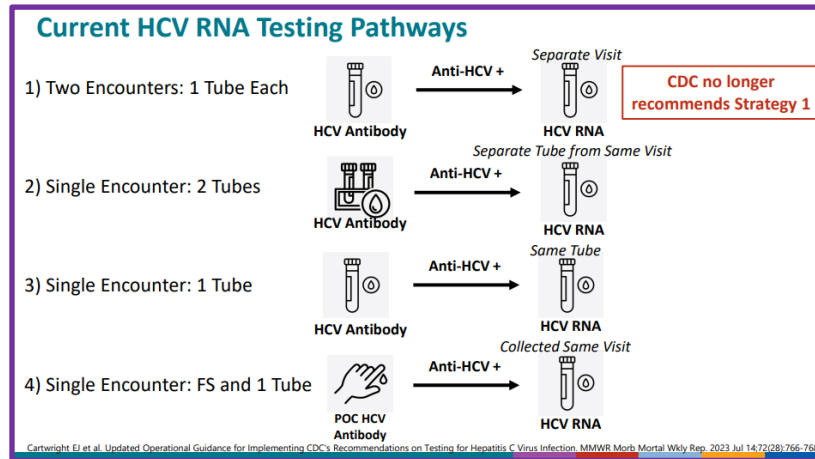 Current HCV RNA Testing Pathways
1) Two Encounters: 1 Tube Each
HCV Antibody
Anti-HCV +
Separate Visit
HCV RNA
CDC no longer
recommends Strategy 1
2) Single Encounter: 2 Tubes
HCV Antibody
Anti-HCV +
Separate Tube from Same Visit
HCV RNA
3) Single Encounter: 1 Tube
HCV Antibody
Anti-HCV +
Same Tube
HCV RNA
4) Single Encounter: FS and 1 Tube
POC HCV
Antibody
Anti-HCV +
Collected Same Visit
HCV RNA
Cartwright EJ et al. Updated Operational Guidance for Implementing CDC's Recommendations on Testing for Hepatitis C Virus Infection. MMWR Morb Mortal Wkly Rep. 2023 Jul 14;72(28):766-768